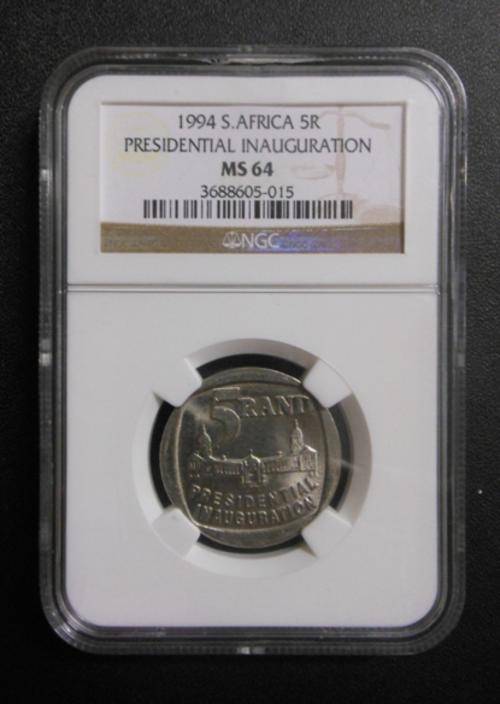 1994 S.AFRICA 5R
PRESIDENTIAL INAUGURATION
MS 64
3688605-015
NGC
5 RAND
PRESIDENTIAL
INAUGURATION